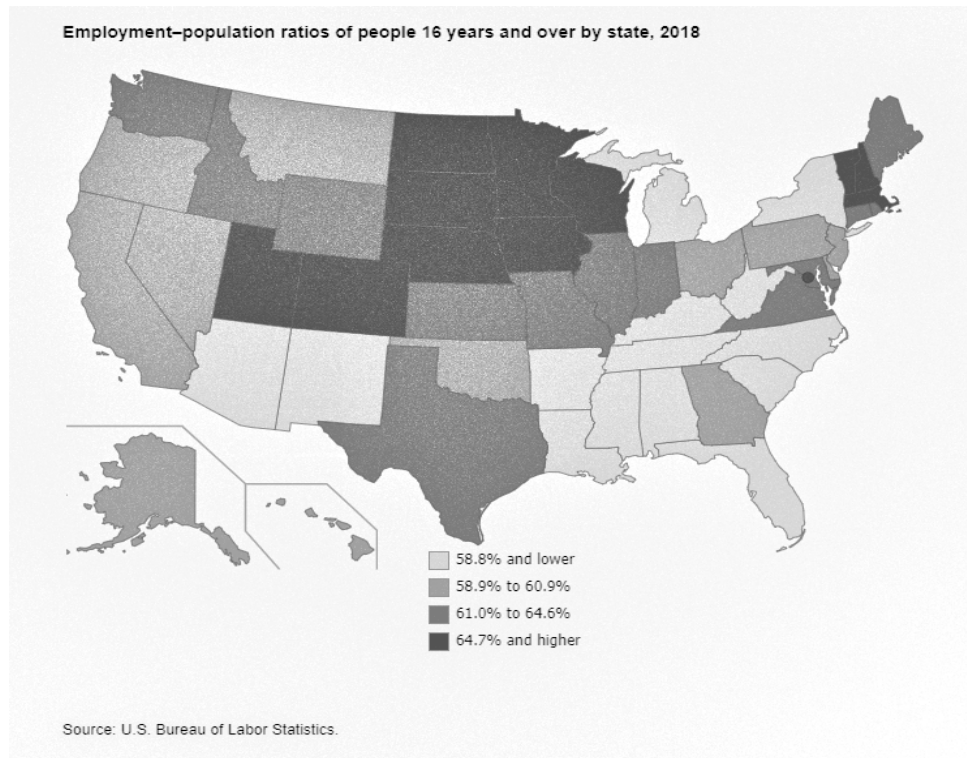 Employment–population ratios of people 16 years and over by state, 2018
58.8% and lower
58.9% to 60.9%
61.0% to 64.6%
64.7% and higher
Source: U.S. Bureau of Labor Statistics.